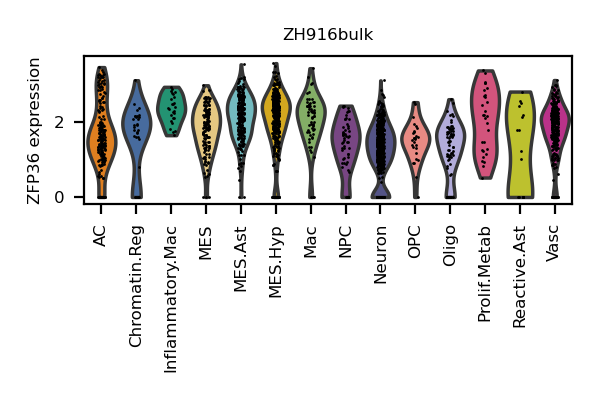 ZH916bulk
ZFP36 expression
2
0
AC
Chromatin.Reg
Inflammatory.Mac
MES
MES.Ast
MES.Hyp
Mac
NPC
Neuron
OPC
Oligo
Prolif.Metab
Reactive.Ast
Vasc